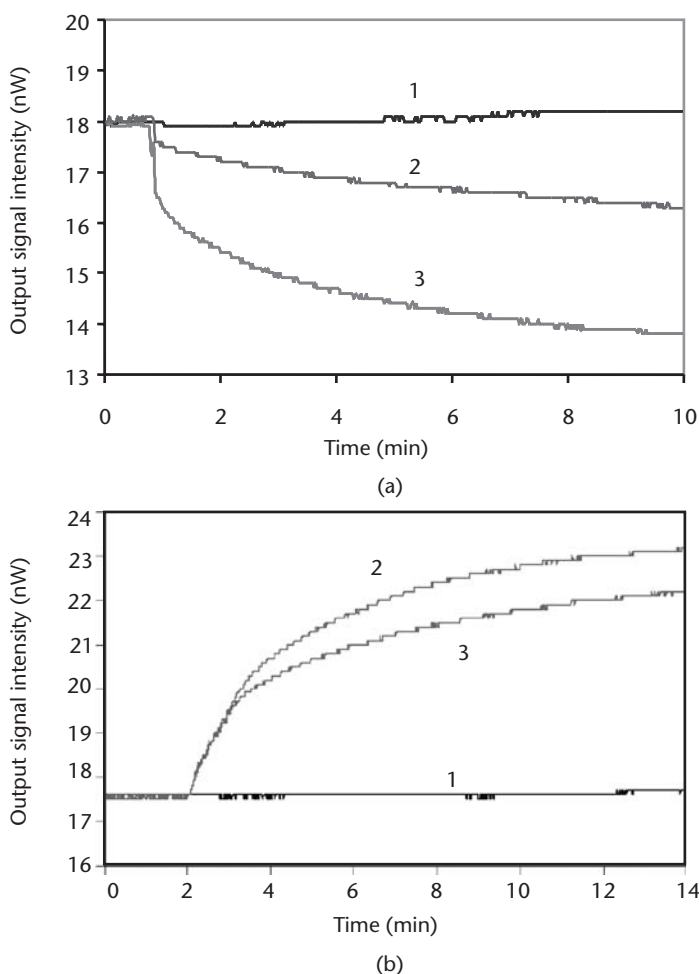 20
19
18
17
16
15
14
13
Output signal intensity (nW)
1
2
3
0 2 4 6 8 10
Time (min)
(a)
24
23
22
21
20
19
18
17
16
Output signal intensity (nW)
2
3
1
0 2 4 6 8 10 12 14
Time (min)
(b)